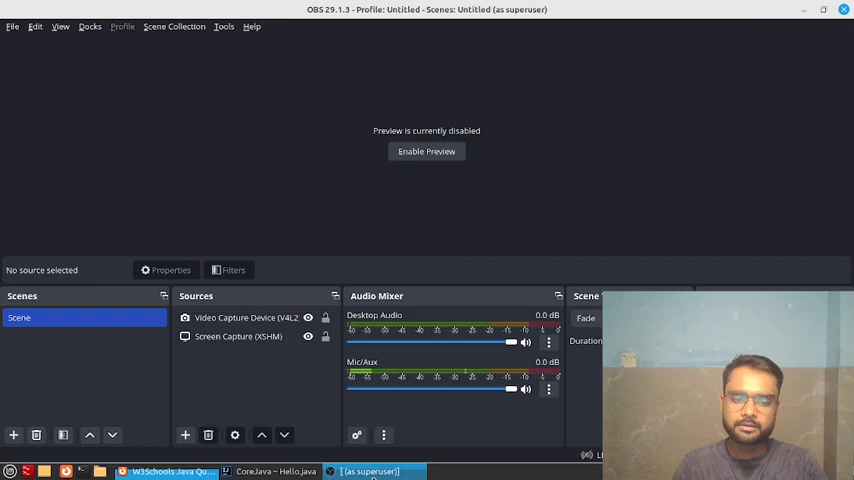 OBS 29.1.3 - Profile: Untitled - Scenes: Untitled (as superuser)
File Edit View Docks Profile Scene Collection Tools Help
Preview is currently disabled
Enable Preview
No source selected Properties Filters
Scenes Sources Audio Mixer Scene
Scene
Video Capture Device (V4L2
Screen Capture (XSHM)
Desktop Audio 0.0 dB
-60 -55 -50 -45 -40 -35 -30 -25 -20 -15 -10 -5 0
Mic/Aux 0.0 dB
-60 -55 -50 -45 -40 -35 -30 -25 -20 -15 -10 -5 0
Fade
Duration
W3Schools Java Qu... CoreJava – Hello.java [ (as superuser)]